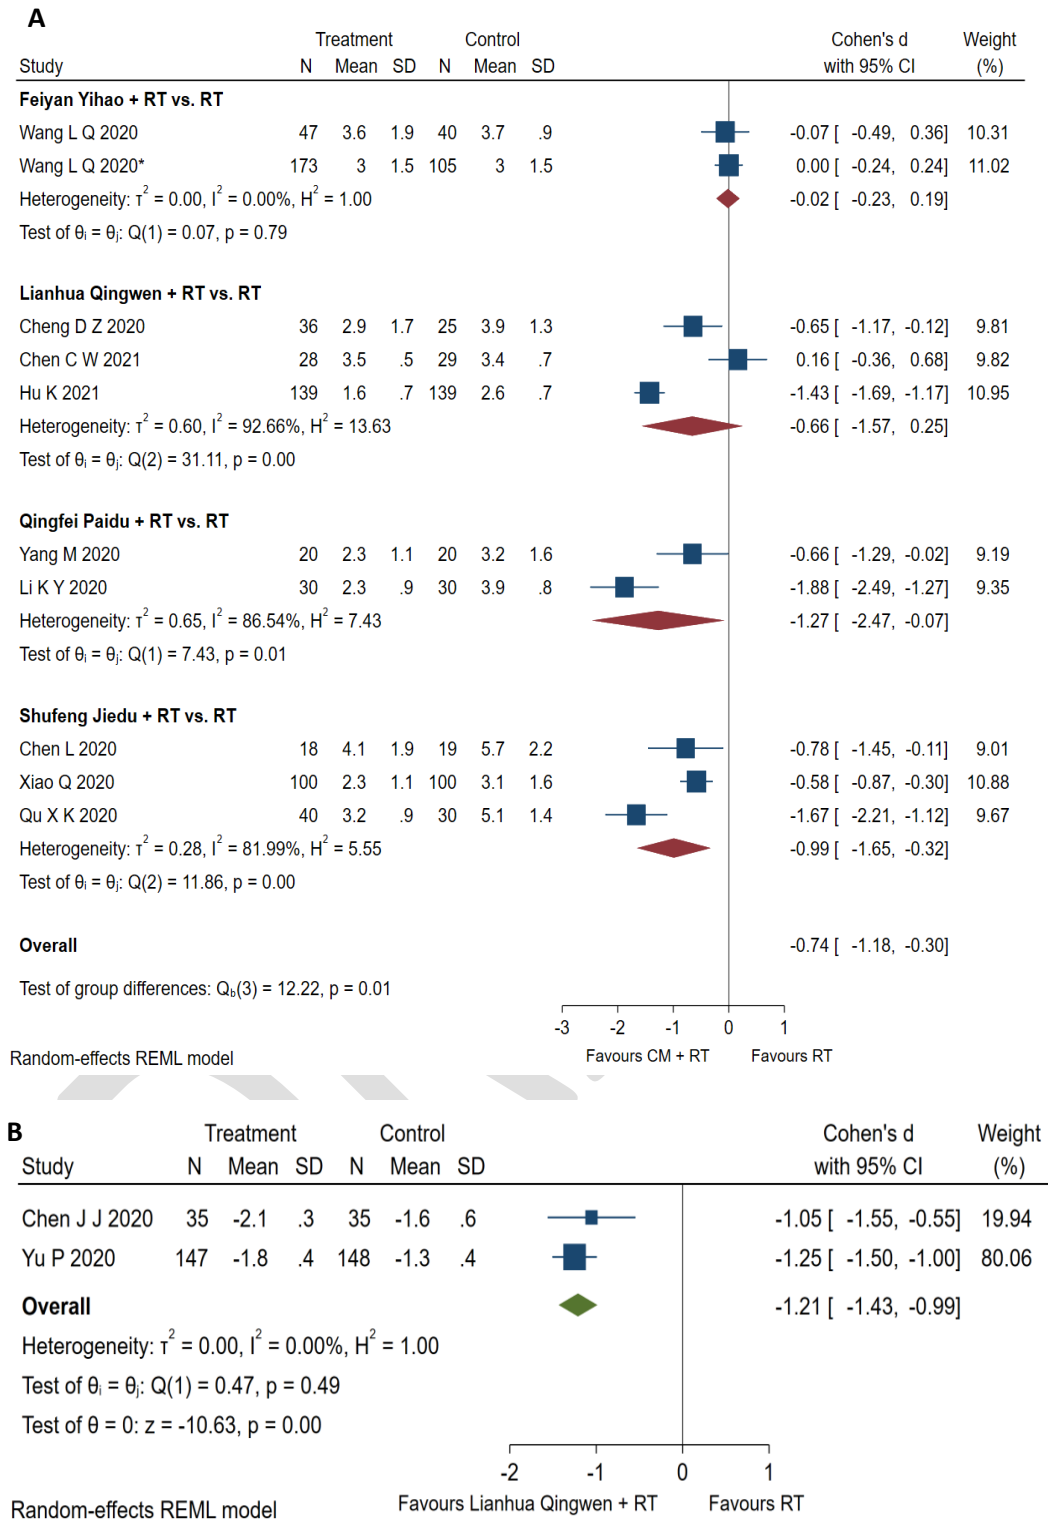 A
Treatment Control Cohen's d Weight
Study N Mean SD N Mean SD with 95% CI (%)
Feiyan Yihao + RT vs. RT
Wang L Q 2020 47 3.6 1.9 40 3.7 .9 -0.07 [ -0.49, 0.36] 10.31
Wang L Q 2020* 173 3 1.5 105 3 1.5 0.00 [ -0.24, 0.24] 11.02
Heterogeneity: τ² = 0.00, I² = 0.00%, H² = 1.00 -0.02 [ -0.23, 0.19]
Test of θᵢ = θⱼ: Q(1) = 0.07, p = 0.79
Lianhua Qingwen + RT vs. RT
Cheng D Z 2020 36 2.9 1.7 25 3.9 1.3 -0.65 [ -1.17, -0.12] 9.81
Chen C W 2021 28 3.5 .5 29 3.4 .7 0.16 [ -0.36, 0.68] 9.82
Hu K 2021 139 1.6 .7 139 2.6 .7 -1.43 [ -1.69, -1.17] 10.95
Heterogeneity: τ² = 0.60, I² = 92.66%, H² = 13.63 -0.66 [ -1.57, 0.25]
Test of θᵢ = θⱼ: Q(2) = 31.11, p = 0.00
Qingfei Paidu + RT vs. RT
Yang M 2020 20 2.3 1.1 20 3.2 1.6 -0.66 [ -1.29, -0.02] 9.19
Li K Y 2020 30 2.3 .9 30 3.9 .8 -1.88 [ -2.49, -1.27] 9.35
Heterogeneity: τ² = 0.65, I² = 86.54%, H² = 7.43 -1.27 [ -2.47, -0.07]
Test of θᵢ = θⱼ: Q(1) = 7.43, p = 0.01
Shufeng Jiedu + RT vs. RT
Chen L 2020 18 4.1 1.9 19 5.7 2.2 -0.78 [ -1.45, -0.11] 9.01
Xiao Q 2020 100 2.3 1.1 100 3.1 1.6 -0.58 [ -0.87, -0.30] 10.88
Qu X K 2020 40 3.2 .9 30 5.1 1.4 -1.67 [ -2.21, -1.12] 9.67
Heterogeneity: τ² = 0.28, I² = 81.99%, H² = 5.55 -0.99 [ -1.65, -0.32]
Test of θᵢ = θⱼ: Q(2) = 11.86, p = 0.00
Overall -0.74 [ -1.18, -0.30]
Test of group differences: Q_b(3) = 12.22, p = 0.01
-3 -2 -1 0 1
Favours CM + RT Favours RT
Random-effects REML model
B
Treatment Control Cohen's d Weight
Study N Mean SD N Mean SD with 95% CI (%)
Chen J J 2020 35 -2.1 .3 35 -1.6 .6 -1.05 [ -1.55, -0.55] 19.94
Yu P 2020 147 -1.8 .4 148 -1.3 .4 -1.25 [ -1.50, -1.00] 80.06
Overall -1.21 [ -1.43, -0.99]
Heterogeneity: τ² = 0.00, I² = 0.00%, H² = 1.00
Test of θᵢ = θⱼ: Q(1) = 0.47, p = 0.49
Test of θ = 0: z = -10.63, p = 0.00
-2 -1 0 1
Favours Lianhua Qingwen + RT Favours RT
Random-effects REML model